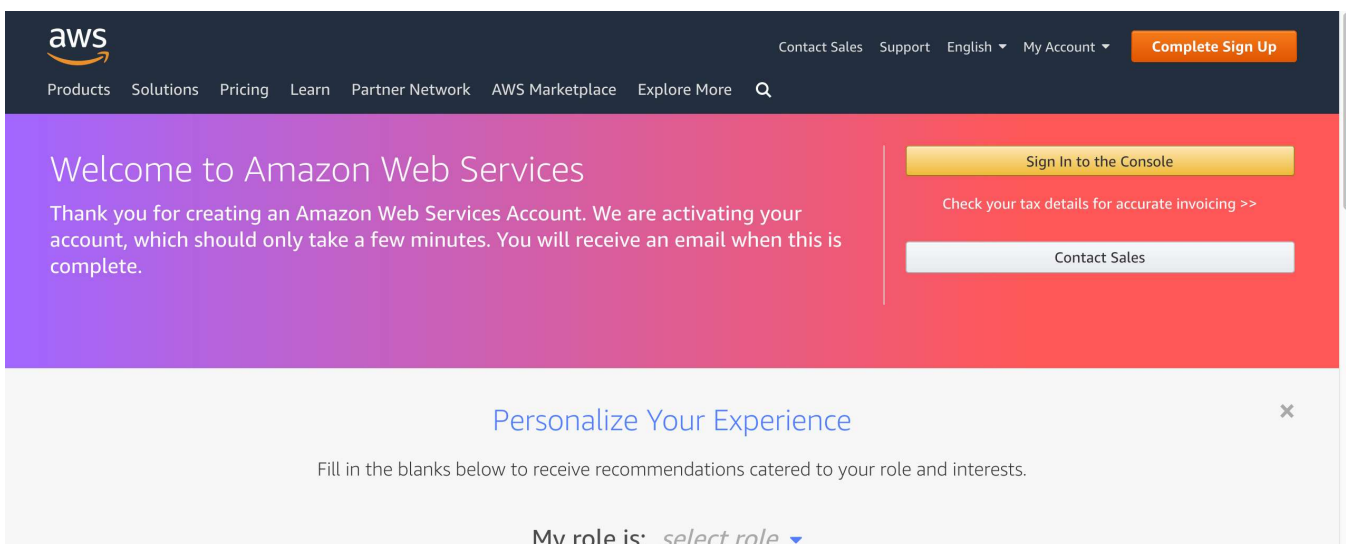 aws
Contact Sales Support English My Account Complete Sign Up
Products Solutions Pricing Learn Partner Network AWS Marketplace Explore More
Welcome to Amazon Web Services
Thank you for creating an Amazon Web Services Account. We are activating your
account, which should only take a few minutes. You will receive an email when this is
complete.
Sign In to the Console
Check your tax details for accurate invoicing >>
Contact Sales
Personalize Your Experience
Fill in the blanks below to receive recommendations catered to your role and interests.
My role is: select role